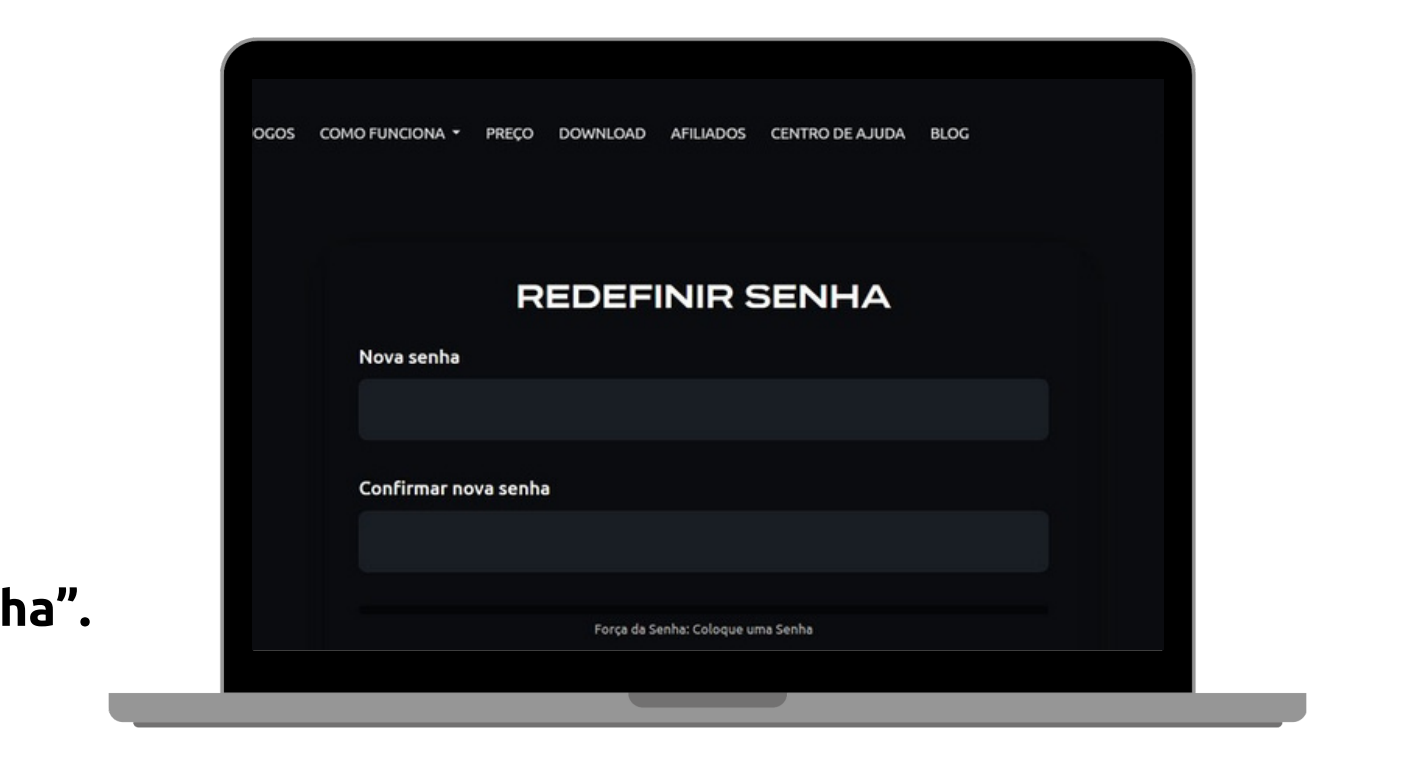 OGOS COMO FUNCIONA PREÇO DOWNLOAD AFILIADOS CENTRO DE AJUDA BLOG
REDEFINIR SENHA
Nova senha
Confirmar nova senha
ha”.
Força da Senha: Coloque uma Senha